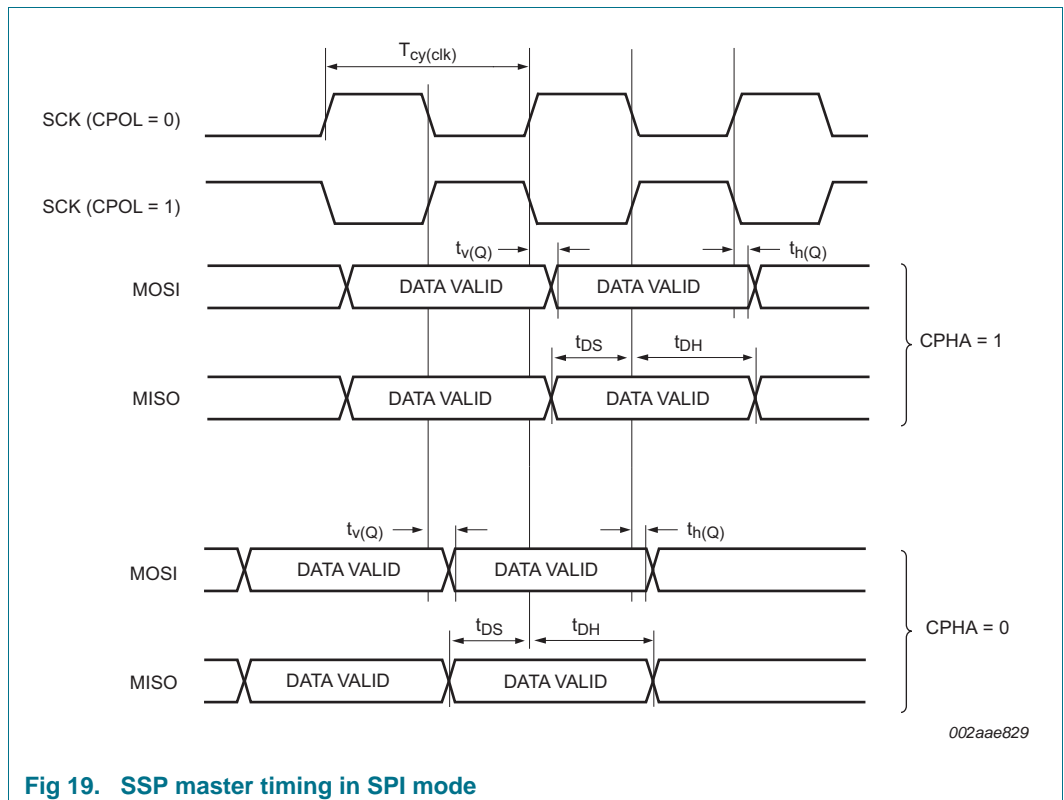 Tcy(clk)
SCK (CPOL = 0)
SCK (CPOL = 1)
tv(Q)
th(Q)
MOSI
DATA VALID
DATA VALID
tDS
tDH
CPHA = 1
MISO
DATA VALID
DATA VALID
tv(Q)
th(Q)
MOSI
DATA VALID
DATA VALID
tDS
tDH
CPHA = 0
MISO
DATA VALID
DATA VALID
002aae829
Fig 19. SSP master timing in SPI mode